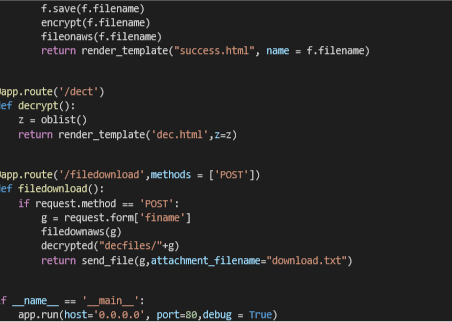 f.save(f.filename)
encrypt(f.filename)
fileonaws(f.filename)
return render_template("success.html", name = f.filename)
app.route('/dect')
ef decrypt():
z = oblist()
return render_template('dec.html',z=z)
app.route('/filedownload',methods = ['POST'])
ef filedownload():
if request.method == 'POST':
g = request.form['finame']
filedownaws(g)
decrypted("decfiles/"+g)
return send_file(g,attachment_filename="download.txt")
f __name__ == '__main__':
app.run(host='0.0.0.0', port=80,debug = True)